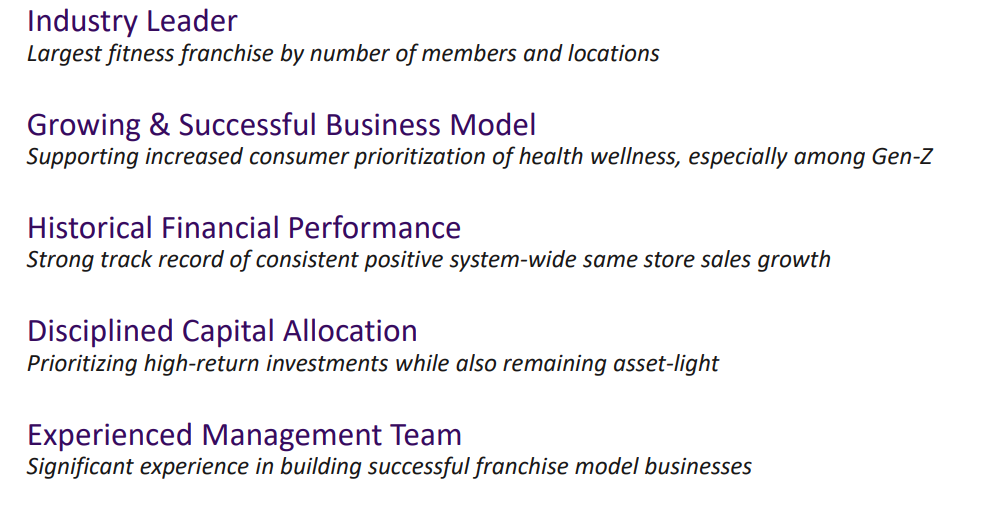 Industry Leader
Largest fitness franchise by number of members and locations
Growing & Successful Business Model
Supporting increased consumer prioritization of health wellness, especially among Gen-Z
Historical Financial Performance
Strong track record of consistent positive system-wide same store sales growth
Disciplined Capital Allocation
Prioritizing high-return investments while also remaining asset-light
Experienced Management Team
Significant experience in building successful franchise model businesses